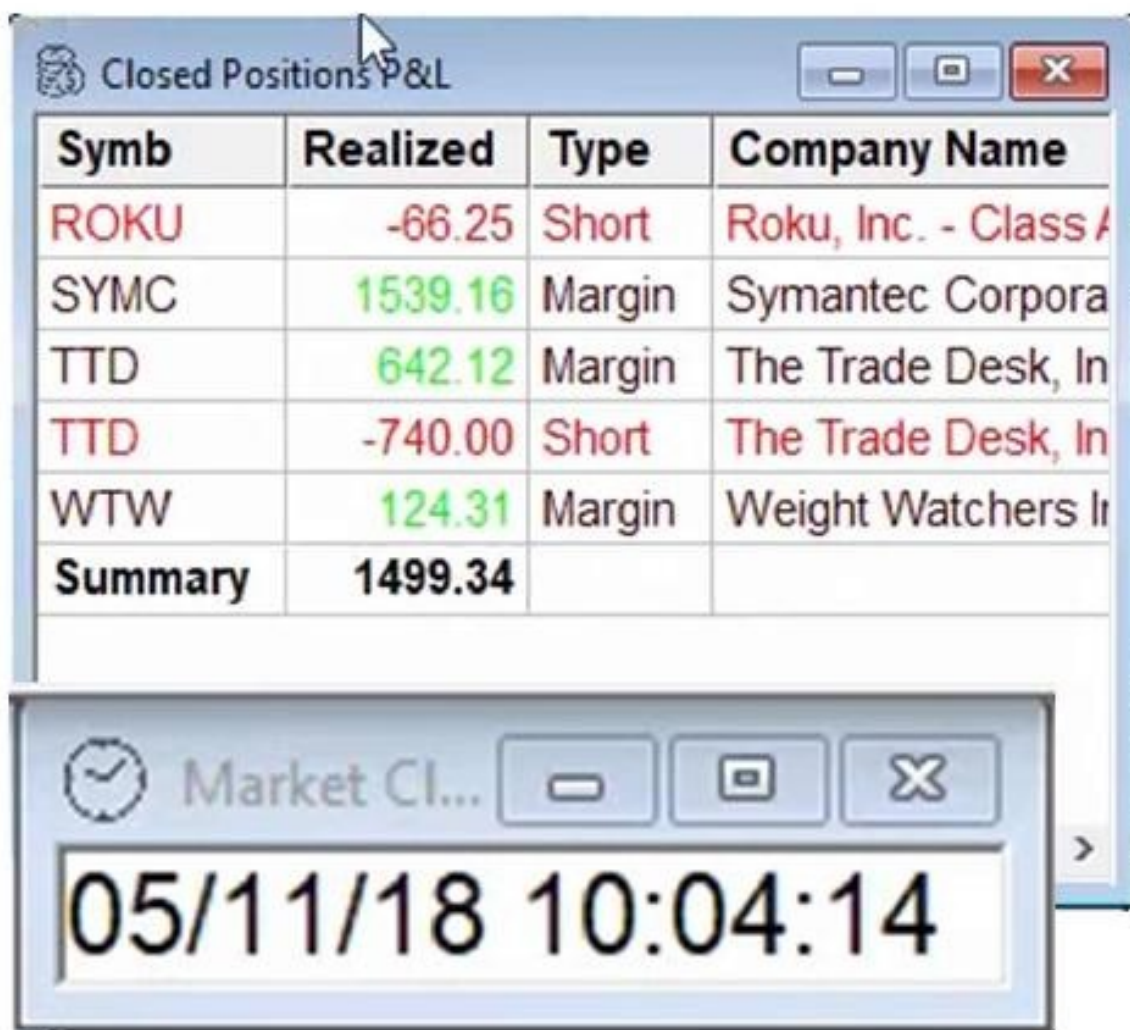 Closed Positions P&L
Symb Realized Type Company Name
ROKU -66.25 Short Roku, Inc. - Class A
SYMC 1539.16 Margin Symantec Corpora
TTD 642.12 Margin The Trade Desk, In
TTD -740.00 Short The Trade Desk, In
WTW 124.31 Margin Weight Watchers In
Summary 1499.34
Market Cl...
05/11/18 10:04:14